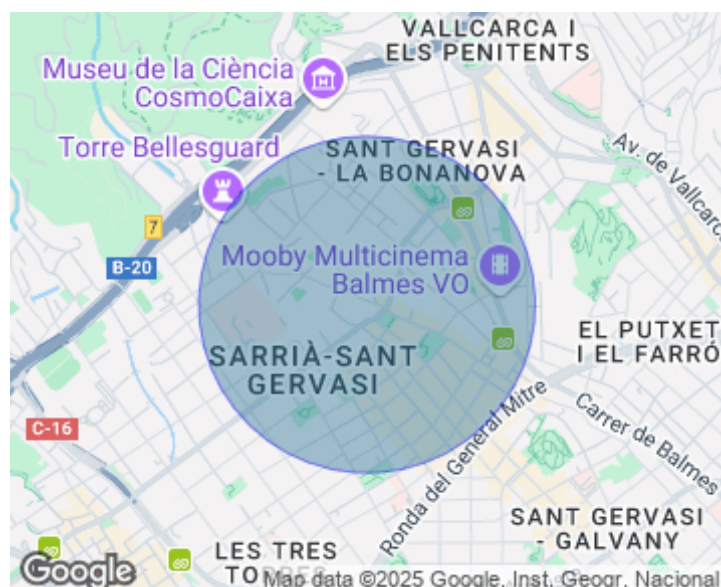 VALLCARCA I
ELS PENITENTS
Museu de la Ciència
CosmoCaixa
Torre Bellesguard
SANT GERVASI
- LA BONANOVA
Av. de Vallcarca
7
B-20
Mooby Multicinema
Balmes VO
SARRIÀ-SANT
GERVASI
EL PUTXET
I EL FARRÓ
C-16
Ronda del General Mitre
Carrer de Balmes
SANT GERVASI
- GALVANY
LES TRES
TORRES
Google
Map data ©2025 Google, Inst. Geogr. Nacional